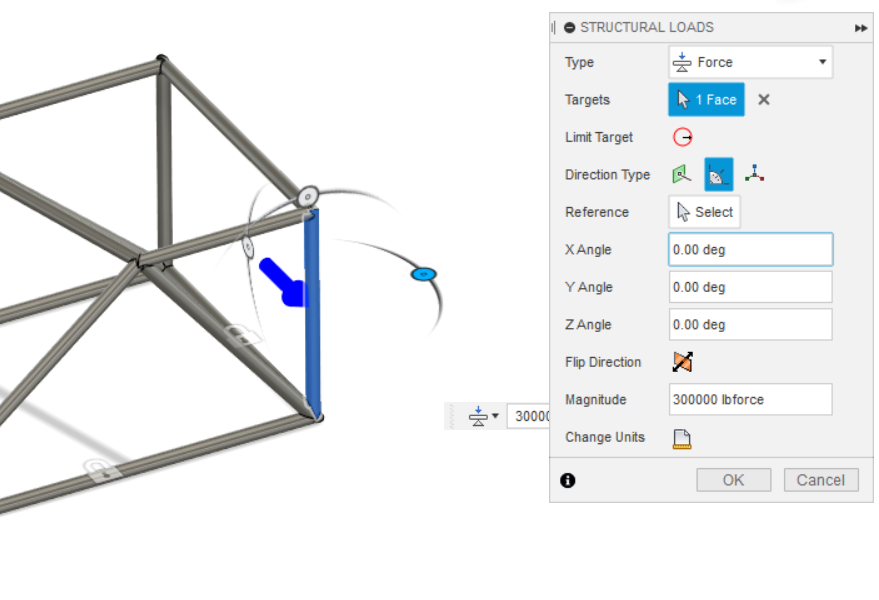 STRUCTURAL LOADS
Type Force
Targets 1 Face
Limit Target
Direction Type
Reference Select
X Angle 0.00 deg
Y Angle 0.00 deg
Z Angle 0.00 deg
Flip Direction
Magnitude 300000 lbforce
3000
Change Units
OK Cancel